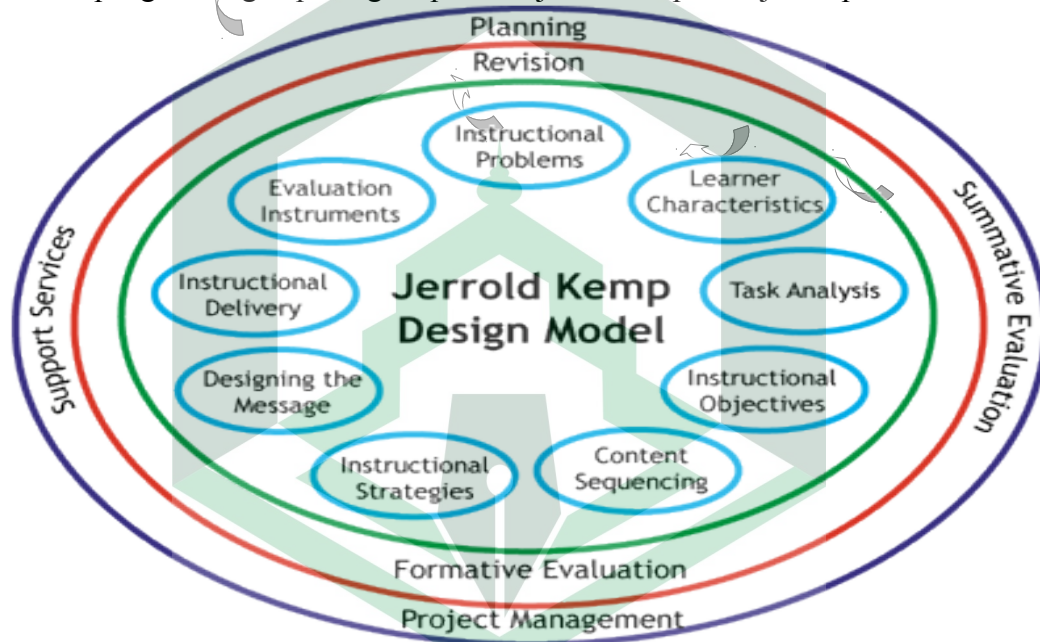 Planning
Revision
Instructional
Problems
Learner
Characteristics
Task Analysis
Instructional
Objectives
Content
Sequencing
Instructional
Strategies
Designing the
Message
Instructional
Delivery
Evaluation
Instruments
Jerrold Kemp
Design Model
Support Services
Summative Evaluation
Formative Evaluation
Project Management